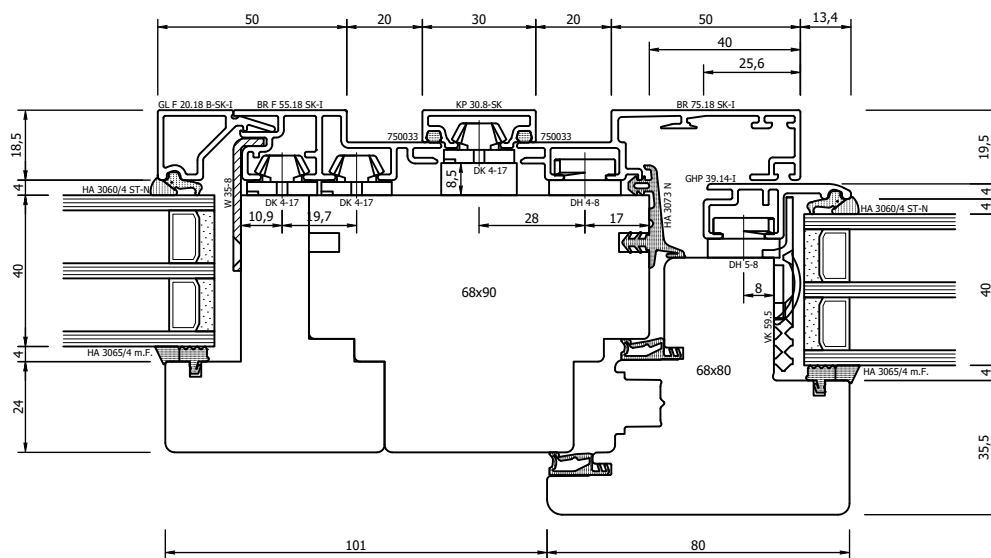 50 20 30 20 50 13,4
40
25,6
GL F 20.18 B-SK-I BR F 55.18 SK-I KP 30.8-SK BR 75.18 SK-I
18,5
19,5
750033 750033
DK 4-17
8,5
GHP 39.14-I
4
4
HA 3060/4 ST-N
W 35-8
DK 4-17 DK 4-17 DH 4-8
HA 3073 N
4
HA 3060/4 ST-N
10,9 19,7 28 17
DH 5-8
40
68x90
8
40
VK 59,5
4
HA 3065/4 m.F.
68x80
4
HA 3065/4 m.F.
24
35,5
101 80